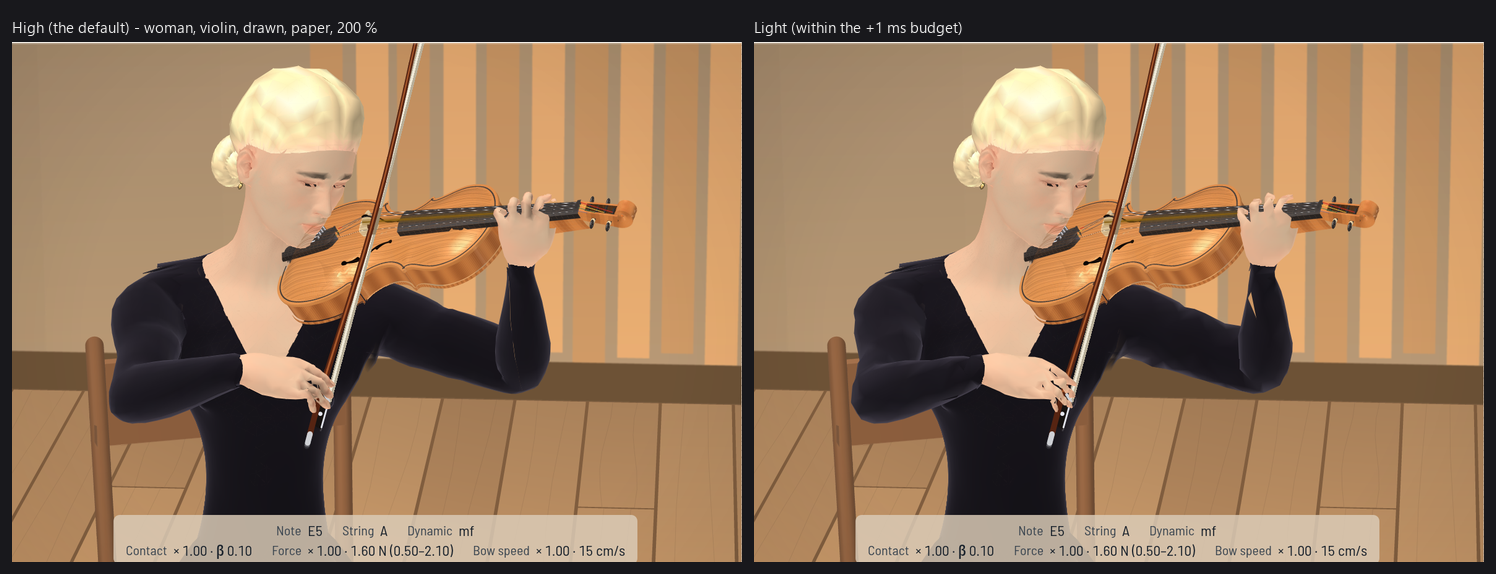 High (the default) - woman, violin, drawn, paper, 200 %
Light (within the +1 ms budget)
Note E5 String A Dynamic mf
Contact × 1.00 · β 0.10 Force × 1.00 · 1.60 N (0.50–2.10) Bow speed × 1.00 · 15 cm/s
Note E5 String A Dynamic mf
Contact × 1.00 · β 0.10 Force × 1.00 · 1.60 N (0.50–2.10) Bow speed × 1.00 · 15 cm/s